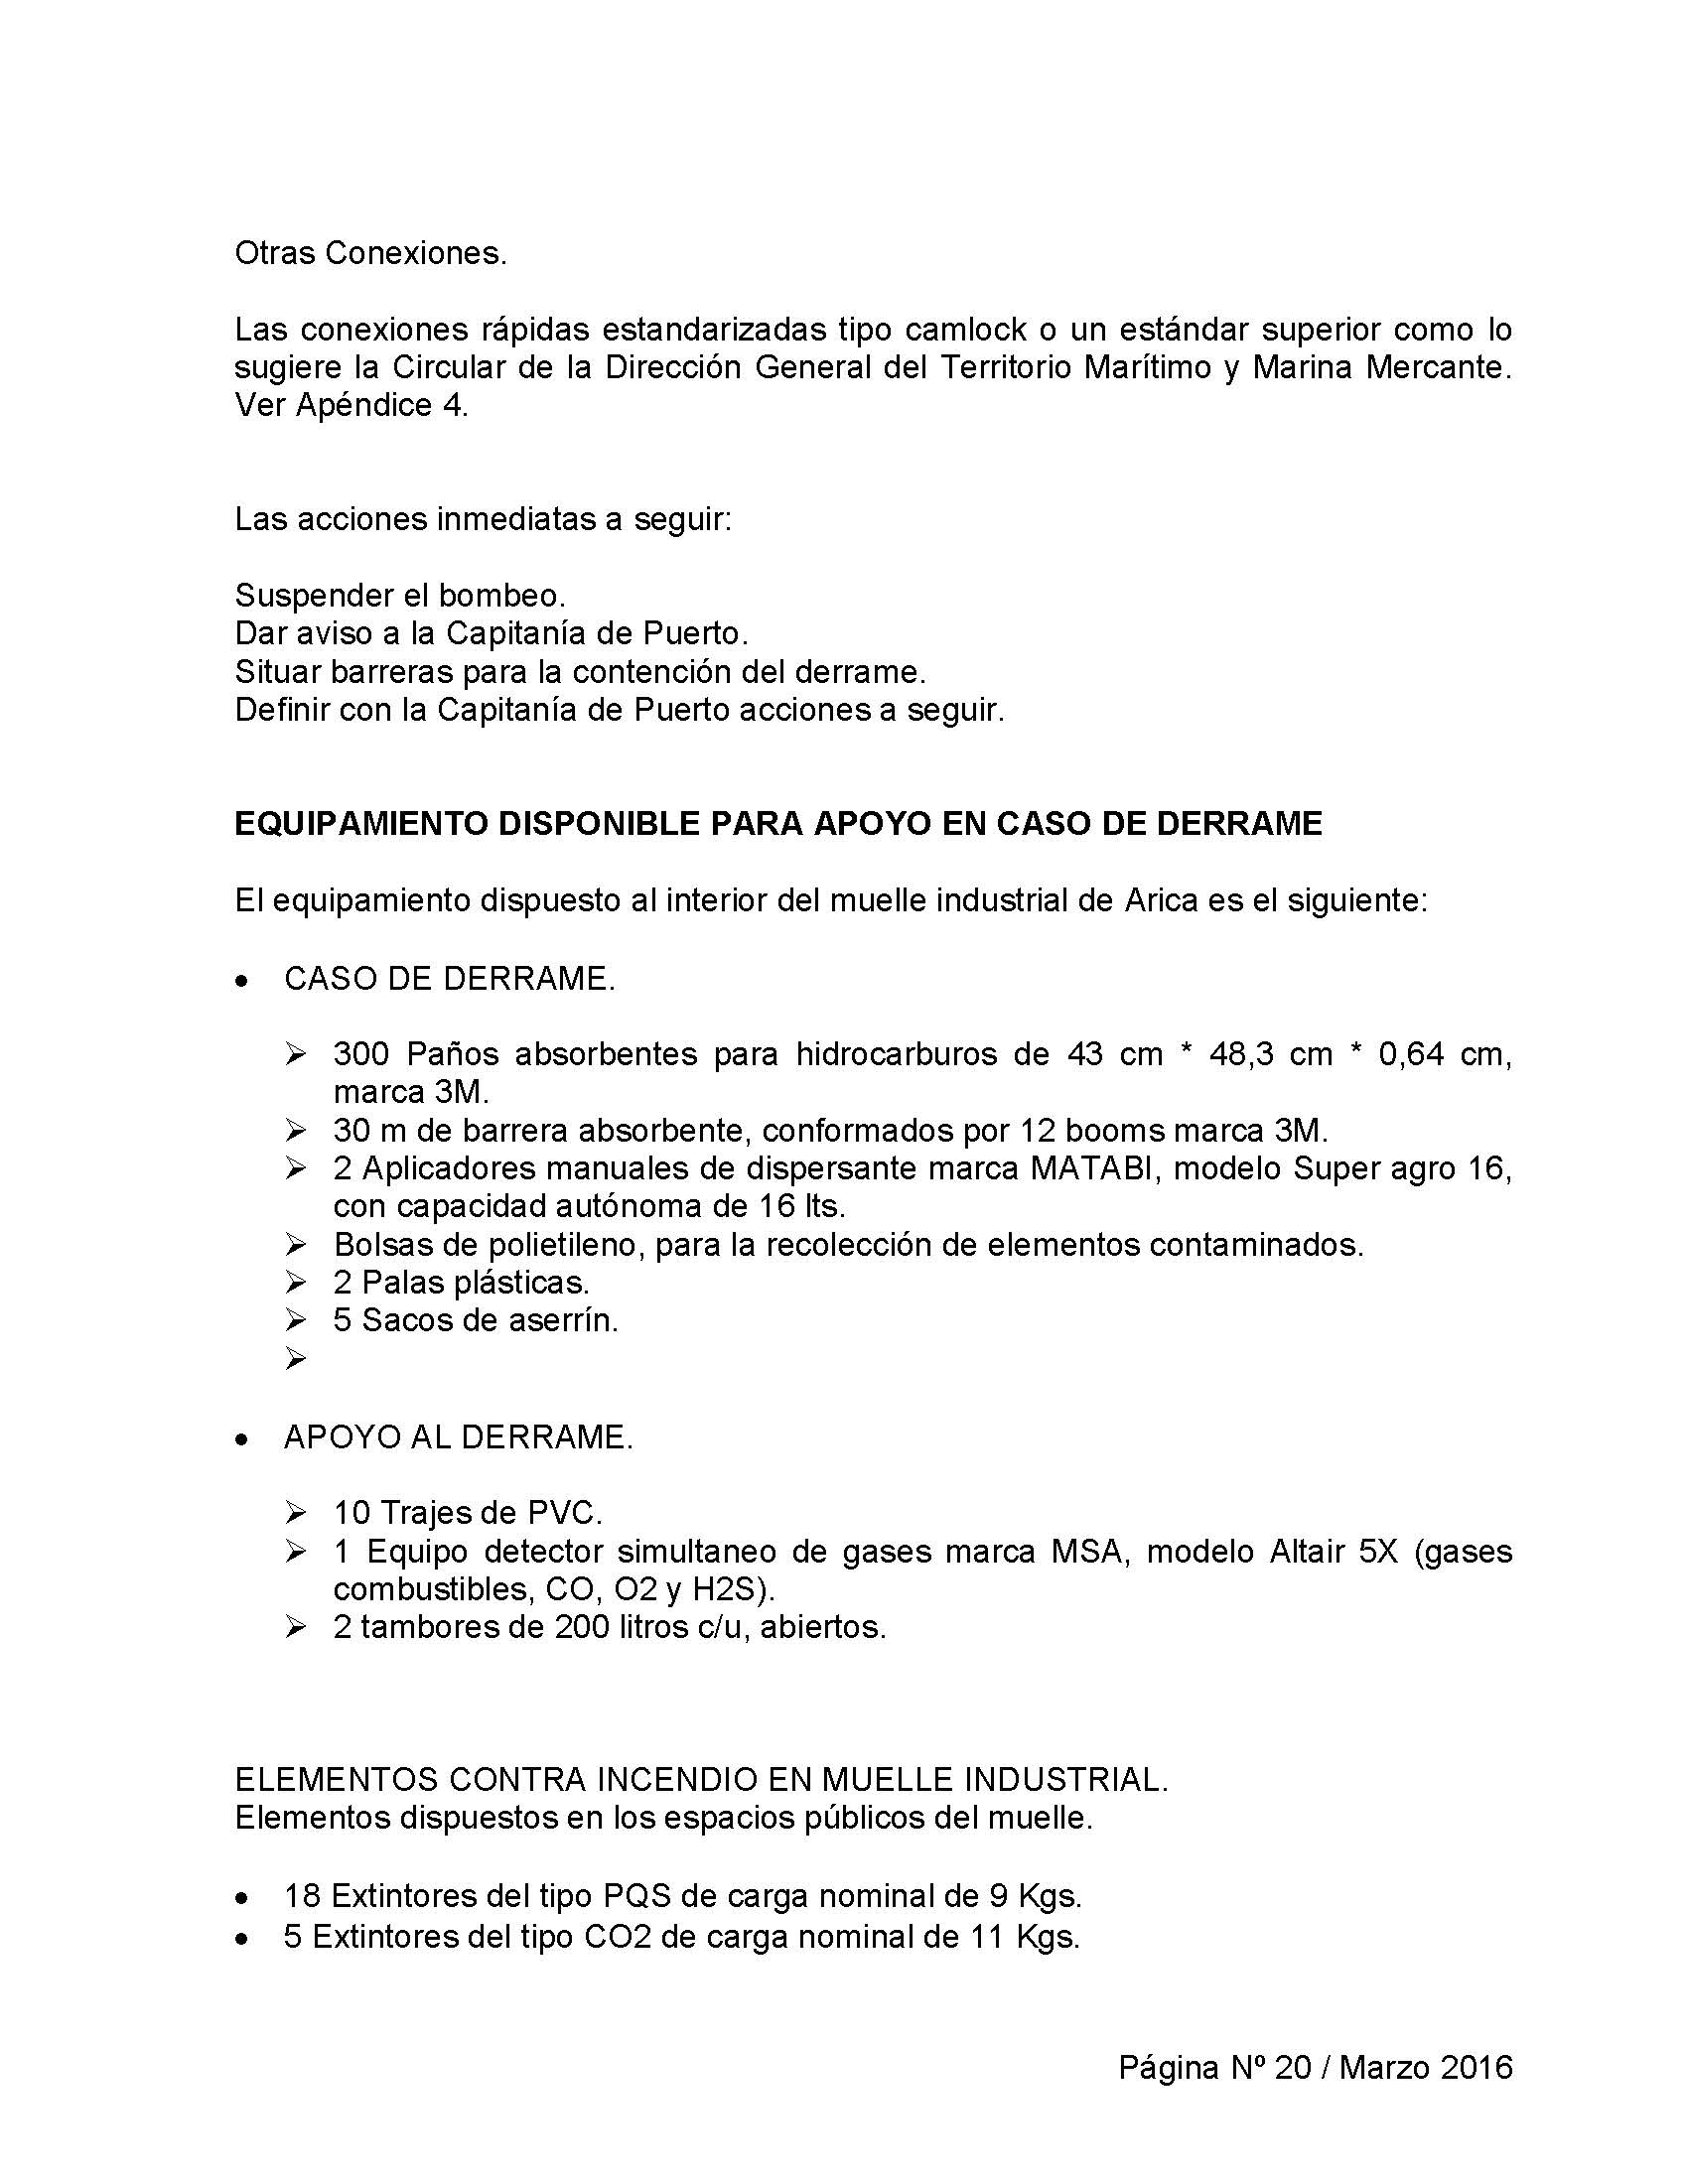 Otras Conexiones.
Las conexiones rápidas estandarizadas tipo camlock o un estándar superior como lo
sugiere la Circular de la Dirección General del Territorio Marítimo y Marina Mercante.
Ver Apéndice 4.
Las acciones inmediatas a seguir:
Suspender el bombeo.
Dar aviso a la Capitanía de Puerto.
Situar barreras para la contención del derrame.
Definir con la Capitanía de Puerto acciones a seguir.
EQUIPAMIENTO DISPONIBLE PARA APOYO EN CASO DE DERRAME
El equipamiento dispuesto al interior del muelle industrial de Arica es el siguiente:
• CASO DE DERRAME.
➢ 300 Paños absorbentes para hidrocarburos de 43 cm * 48,3 cm * 0,64 cm,
marca 3M.
➢ 30 m de barrera absorbente, conformados por 12 booms marca 3M.
➢ 2 Aplicadores manuales de dispersante marca MATABI, modelo Super agro 16,
con capacidad autónoma de 16 lts.
➢ Bolsas de polietileno, para la recolección de elementos contaminados.
➢ 2 Palas plásticas.
➢ 5 Sacos de aserrín.
➢
• APOYO AL DERRAME.
➢ 10 Trajes de PVC.
➢ 1 Equipo detector simultaneo de gases marca MSA, modelo Altair 5X (gases
combustibles, CO, O2 y H2S).
➢ 2 tambores de 200 litros c/u, abiertos.
ELEMENTOS CONTRA INCENDIO EN MUELLE INDUSTRIAL.
Elementos dispuestos en los espacios públicos del muelle.
• 18 Extintores del tipo PQS de carga nominal de 9 Kgs.
• 5 Extintores del tipo CO2 de carga nominal de 11 Kgs.
Página Nº 20 / Marzo 2016